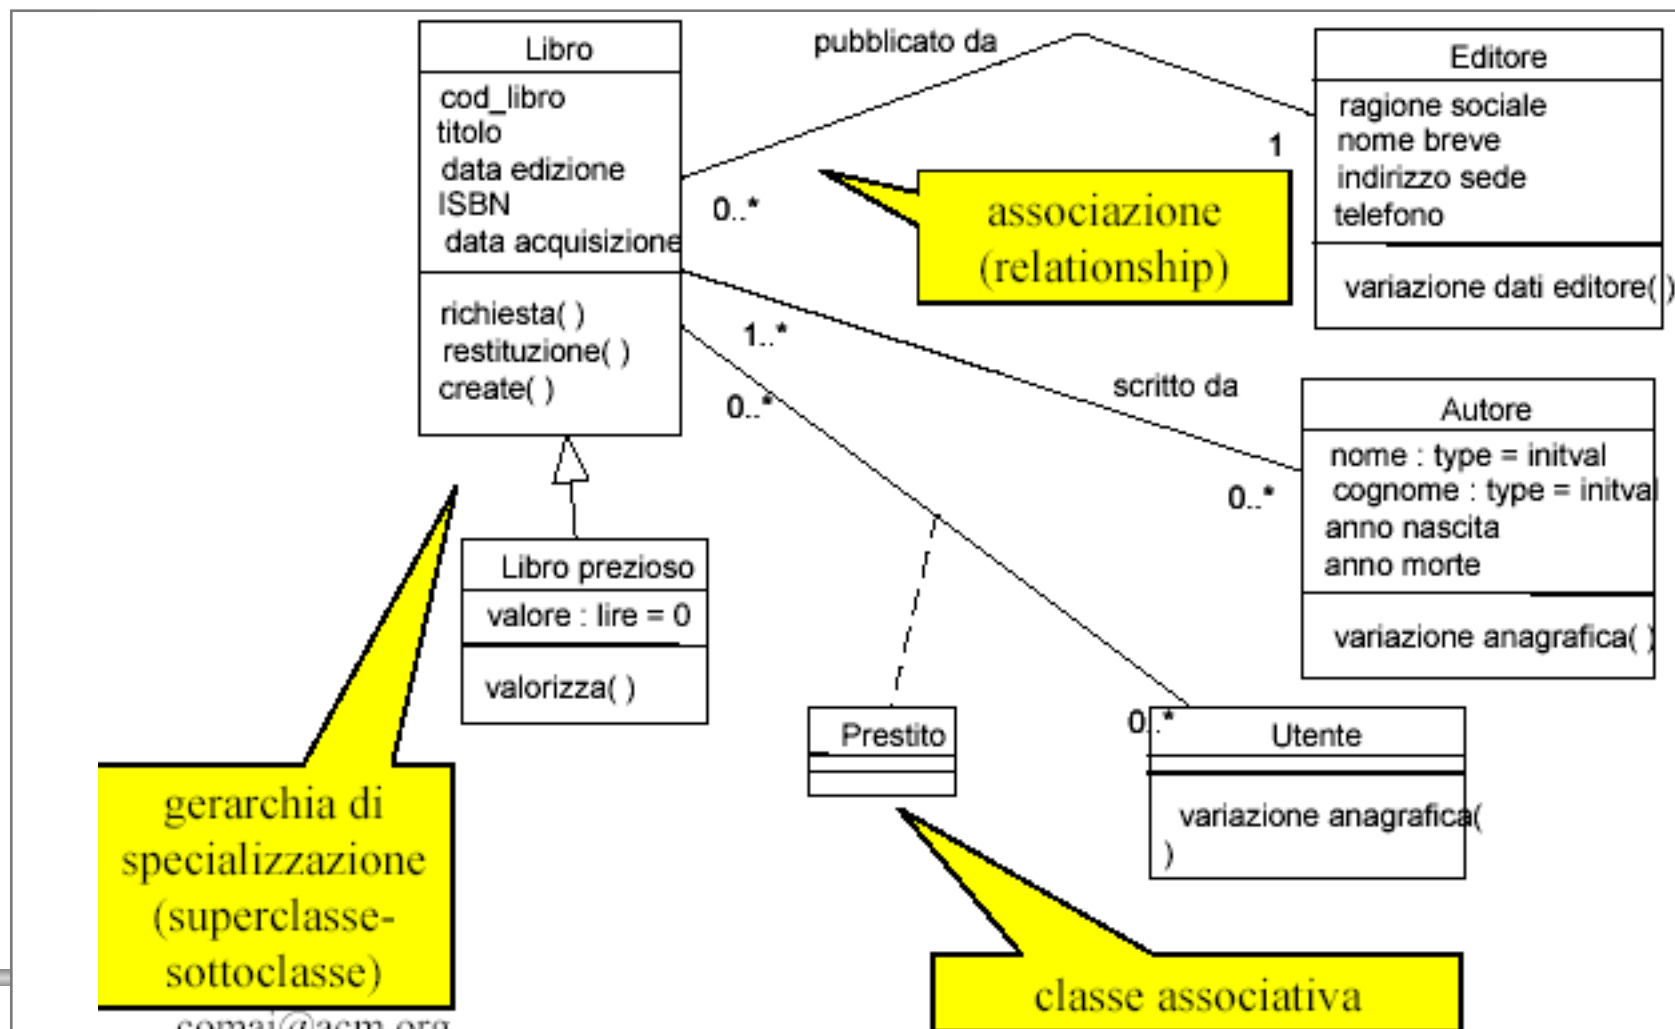 Libro
cod_libro
titolo
data edizione
ISBN
data acquisizione
richiesta( )
restituzione( )
create( )
pubblicato da
0..*
1
Editore
ragione sociale
nome breve
indirizzo sede
telefono
variazione dati editore( )
associazione
(relationship)
1..*
scritto da
0..*
Autore
nome : type = initval
cognome : type = initval
anno nascita
anno morte
variazione anagrafica( )
0..*
0..*
Libro prezioso
valore : lire = 0
valorizza( )
Prestito
Utente
variazione anagrafica(
)
gerarchia di
specializzazione
(superclasse-
sottoclasse)
classe associativa
comai@acm.org